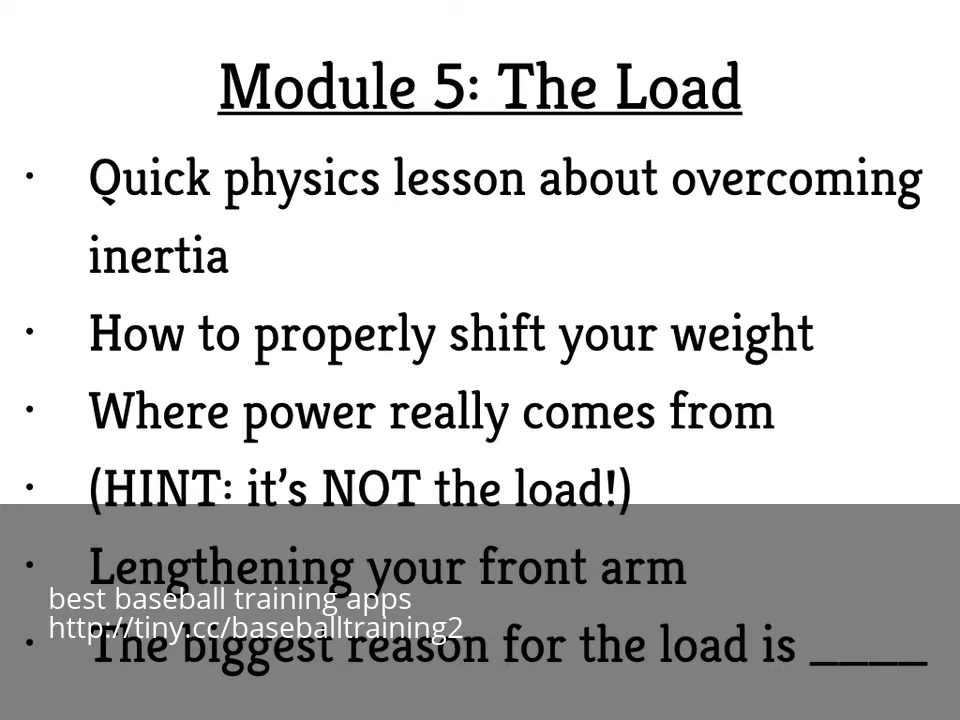 Module 5: The Load
· Quick physics lesson about overcoming
inertia
· How to properly shift your weight
· Where power really comes from
· (HINT: it’s NOT the load!)
· Lengthening your front arm
best baseball training apps
http://tiny.cc/baseballtraining2
· The biggest reason for the load is ____